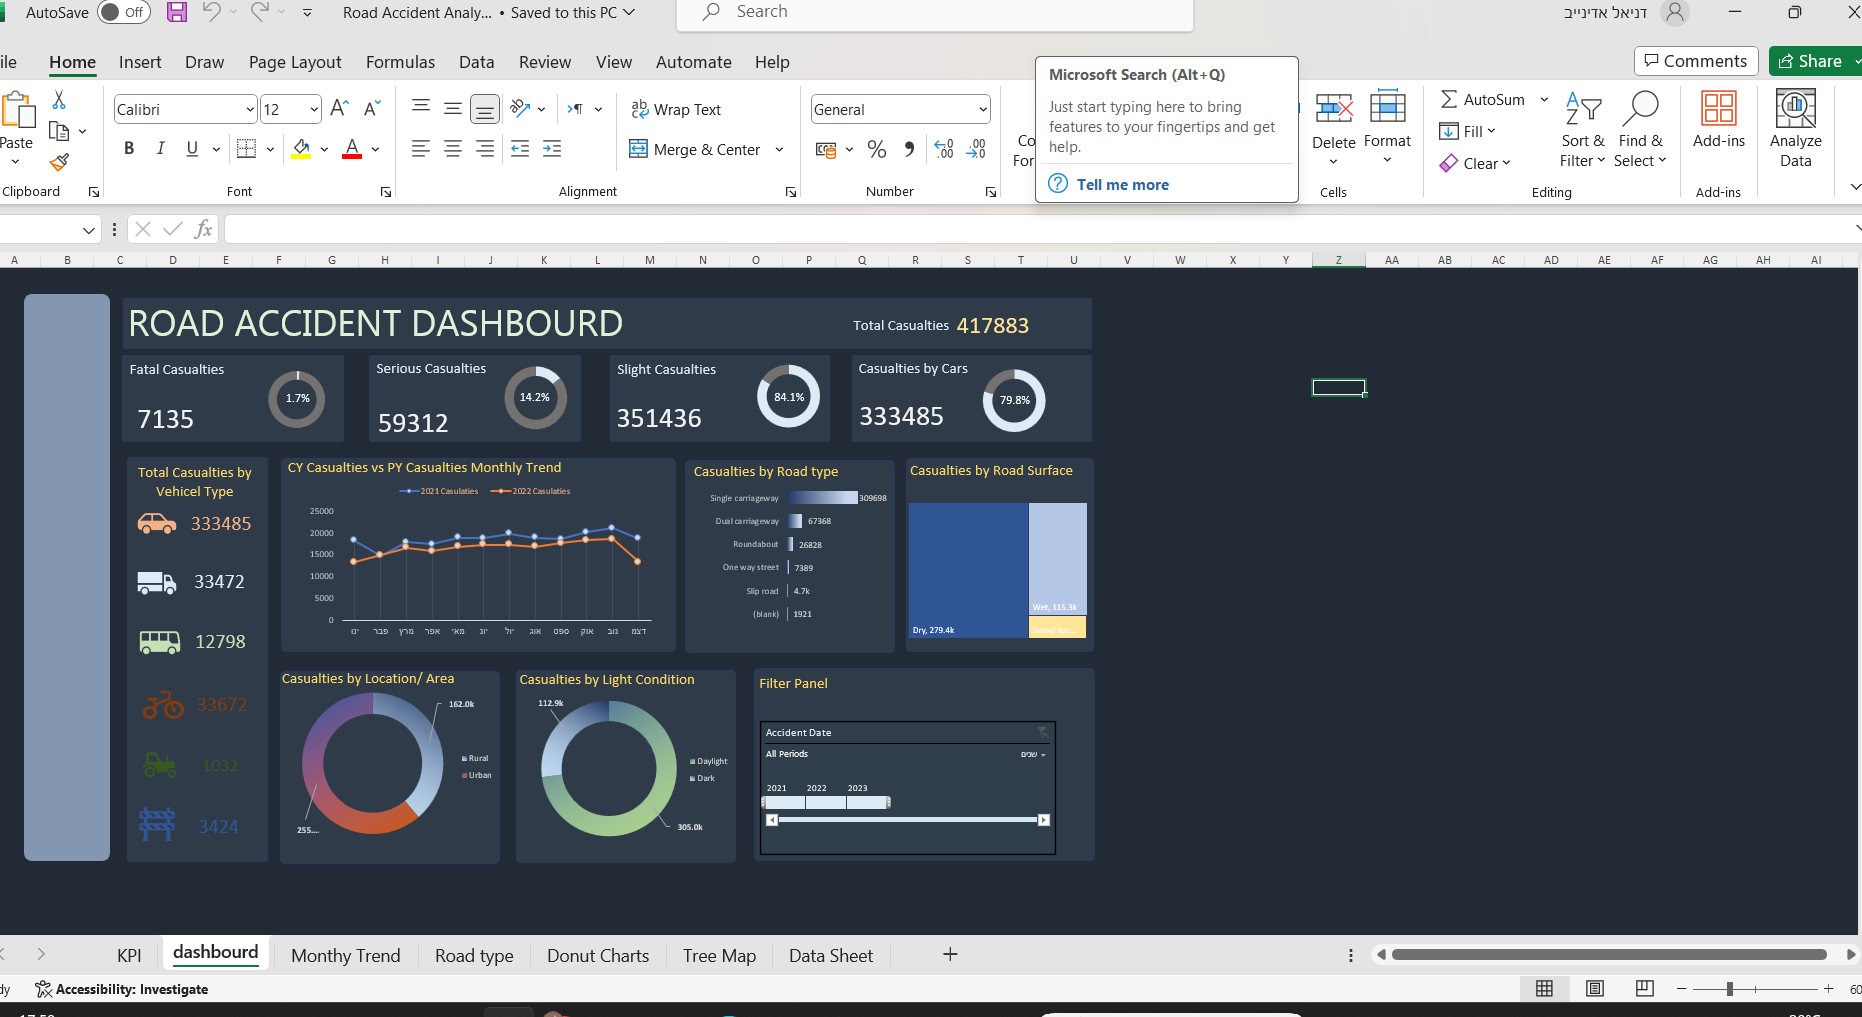 AutoSave Off Road Accident Analy... • Saved to this PC Search דניאל אדינייב
ile Home Insert Draw Page Layout Formulas Data Review View Automate Help Comments Share
Microsoft Search (Alt+Q)
Just start typing here to bring
features to your fingertips and get
help.
Tell me more
Paste
Clipboard
Calibri 12
B I U
Font
Wrap Text
Merge & Center
Alignment
General
Number
Co
For
Delete Format
Cells
AutoSum
Fill
Clear
Sort &
Filter
Find &
Select
Editing
Add-ins
Add-ins
Analyze
Data
fx
A B C D E F G H I J K L M N O P Q R S T U V W X Y Z AA AB AC AD AE AF AG AH AI
ROAD ACCIDENT DASHBOURD
Total Casualties 417883
Fatal Casualties
7135
1.7%
Serious Casualties
59312
14.2%
Slight Casualties
351436
84.1%
Casualties by Cars
333485
79.8%
Total Casualties by
Vehicel Type
333485
33472
12798
33672
1032
3424
CY Casualties vs PY Casualties Monthly Trend
2021 Casulaties 2022 Casulaties
25000
20000
15000
10000
5000
0
ינו פבר מרץ אפר מאי יונ יול אוג ספט אוק נוב דצמ
Casualties by Road type
Single carriageway 309698
Dual carriageway 67368
Roundabout 26828
One way street 7389
Slip road 4.7k
(blank) 1921
Casualties by Road Surface
Dry, 279.4k
Wet, 115.3k
Snow/ Ice,...
Casualties by Location/ Area
162.0k
Rural
Urban
255....
Casualties by Light Condition
112.9k
Daylight
Dark
305.0k
Filter Panel
Accident Date
All Periods שנים
2021 2022 2023
KPI dashbourd Monthy Trend Road type Donut Charts Tree Map Data Sheet
dy Accessibility: Investigate 60